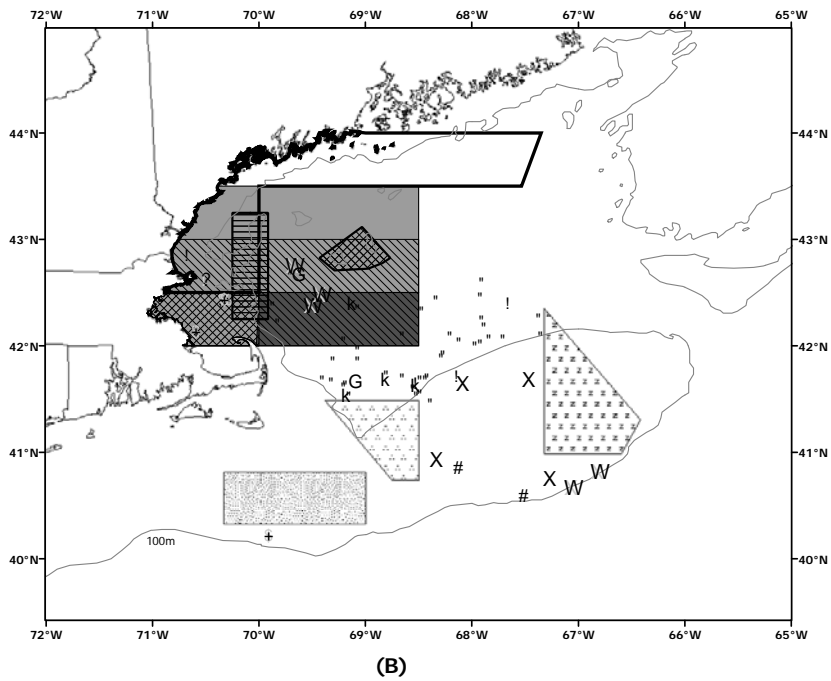 72°W 71°W 70°W 69°W 68°W 67°W 66°W 65°W
44°N 44°N
43°N 43°N
! W G ?
W
+ W k " " !
42°N 42°N
+ " k G k k ! X X
41°N 41°N
X # X W
# W
+
100m
40°N 40°N
72°W 71°W 70°W 69°W 68°W 67°W 66°W 65°W
(B)